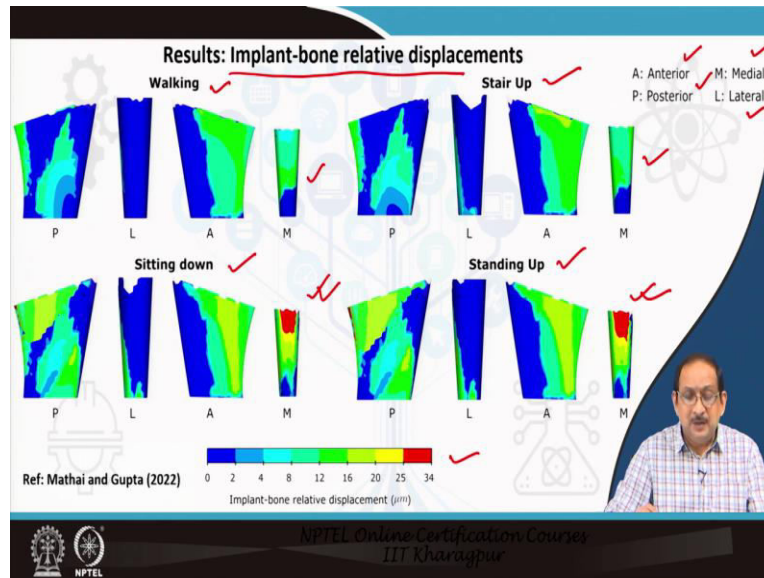 Results: Implant-bone relative displacements
Walking
Stair Up
A: Anterior M: Medial
P: Posterior L: Lateral
P L A M P L A M
Sitting down
Standing Up
P L A M P L A M
0 2 4 8 12 16 20 25 34
Implant-bone relative displacement (μm)
Ref: Mathai and Gupta (2022)
NPTEL Online Certification Courses
IIT Kharagpur
NPTEL